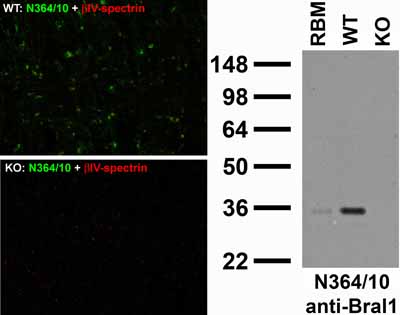 WT: N364/10 + βIV-spectrin
KO: N364/10 + βIV-spectrin
148
98
64
50
36
22
RBM
WT
KO
N364/10
anti-Bral1